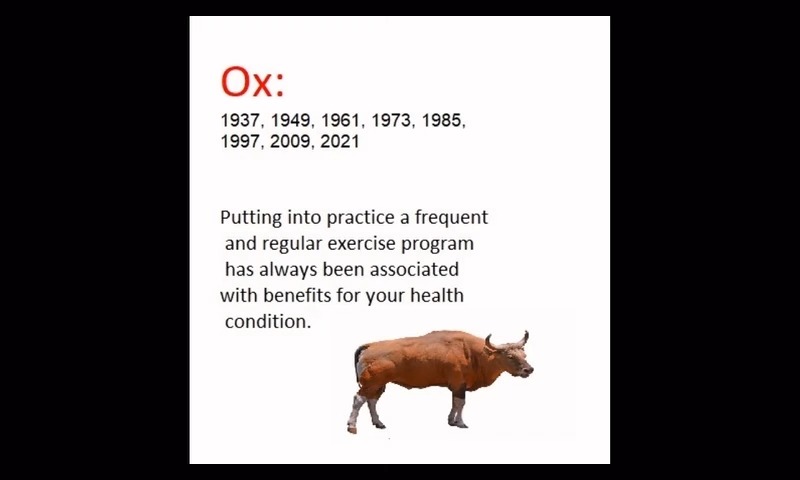 Ox:
1937, 1949, 1961, 1973, 1985,
1997, 2009, 2021
Putting into practice a frequent
and regular exercise program
has always been associated
with benefits for your health
condition.